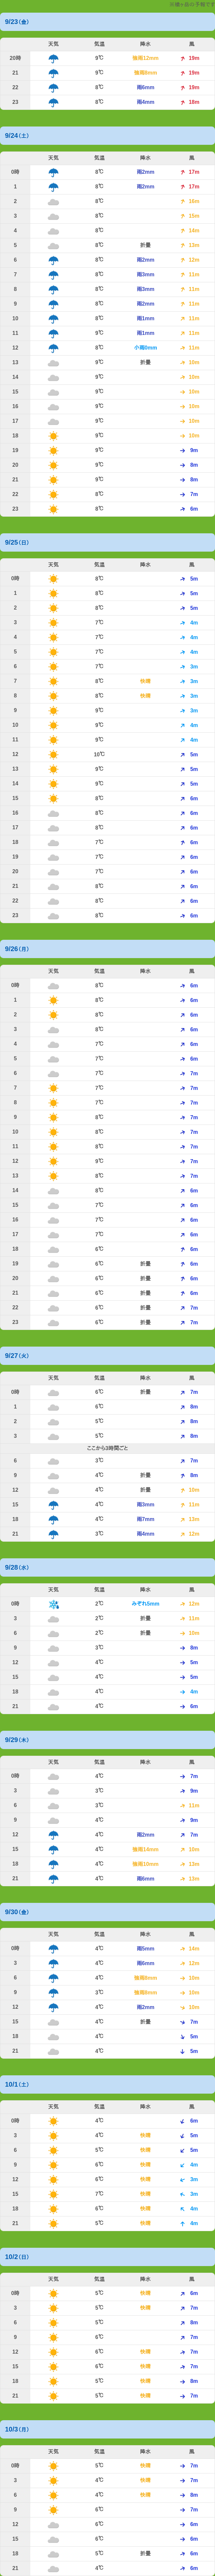 の予報です
9/23(金)
天気 気温 降水 風
20時 9℃ 強雨12mm 19m
21 9℃ 強雨8mm 19m
22 8℃ 雨6mm 19m
23 8℃ 雨4mm 18m
9/24(土)
天気 気温 降水 風
0時 8℃ 雨2mm 17m
1 8℃ 雨2mm 17m
2 8℃ 16m
3 8℃ 15m
4 8℃ 14m
5 8℃ 折曇 13m
6 8℃ 雨2mm 12m
7 8℃ 雨3mm 11m
8 8℃ 雨3mm 11m
9 8℃ 雨2mm 11m
10 8℃ 雨1mm 11m
11 9℃ 雨1mm 11m
12 8℃ 小雨0mm 11m
13 9℃ 折曇 10m
14 9℃ 10m
15 9℃ 10m
16 9℃ 10m
17 9℃ 10m
18 9℃ 10m
19 9℃ 9m
20 9℃ 8m
21 9℃ 8m
22 8℃ 7m
23 8℃ 6m
9/25(日)
天気 気温 降水 風
0時 8℃ 5m
1 8℃ 5m
2 8℃ 5m
3 7℃ 4m
4 7℃ 4m
5 7℃ 4m
6 7℃ 3m
7 8℃ 快晴 3m
8 8℃ 快晴 3m
9 9℃ 3m
10 9℃ 4m
11 9℃ 4m
12 10℃ 5m
13 9℃ 5m
14 9℃ 5m
15 8℃ 6m
16 8℃ 6m
17 8℃ 6m
18 7℃ 6m
19 7℃ 6m
20 7℃ 6m
21 8℃ 6m
22 8℃ 6m
23 8℃ 6m
9/26(月)
天気 気温 降水 風
0時 8℃ 6m
1 8℃ 6m
2 8℃ 6m
3 8℃ 6m
4 7℃ 6m
5 7℃ 6m
6 7℃ 7m
7 7℃ 7m
8 7℃ 7m
9 8℃ 7m
10 8℃ 7m
11 8℃ 7m
12 9℃ 7m
13 8℃ 7m
14 8℃ 6m
15 7℃ 6m
16 7℃ 6m
17 7℃ 6m
18 6℃ 6m
19 6℃ 折曇 6m
20 6℃ 折曇 6m
21 6℃ 折曇 6m
22 6℃ 折曇 7m
23 6℃ 折曇 7m
9/27(火)
天気 気温 降水 風
0時 6℃ 折曇 7m
1 6℃ 8m
2 5℃ 8m
3 5℃ 8m
ここから3時間ごと
6 3℃ 7m
9 4℃ 折曇 8m
12 4℃ 折曇 10m
15 4℃ 雨3mm 11m
18 4℃ 雨7mm 12m
21 3℃ 雨4mm 12m
9/28(水)
天気 気温 降水 風
0時 2℃ みぞれ5mm 12m
3 2℃ 折曇 11m
6 2℃ 折曇 10m
9 3℃ 8m
12 4℃ 5m
15 4℃ 5m
18 4℃ 4m
21 4℃ 6m
9/29(木)
天気 気温 降水 風
0時 4℃ 7m
3 3℃ 9m
6 3℃ 11m
9 4℃ 9m
12 4℃ 雨2mm 7m
15 4℃ 強雨14mm 10m
18 4℃ 強雨10mm 13m
21 4℃ 雨6mm 13m
9/30(金)
天気 気温 降水 風
0時 4℃ 雨5mm 14m
3 4℃ 雨6mm 12m
6 4℃ 強雨8mm 10m
9 3℃ 強雨8mm 10m
12 4℃ 雨2mm 10m
15 4℃ 折曇 7m
18 4℃ 5m
21 4℃ 5m
10/1(土)
天気 気温 降水 風
0時 4℃ 6m
3 4℃ 快晴 5m
6 5℃ 快晴 5m
9 6℃ 快晴 4m
12 6℃ 快晴 3m
15 7℃ 快晴 3m
18 6℃ 快晴 4m
21 5℃ 快晴 4m
10/2(日)
天気 気温 降水 風
0時 5℃ 快晴 6m
3 5℃ 快晴 7m
6 5℃ 8m
9 6℃ 7m
12 6℃ 快晴 7m
15 6℃ 快晴 7m
18 5℃ 快晴 8m
21 5℃ 快晴 7m
10/3(月)
天気 気温 降水 風
0時 5℃ 快晴 7m
3 4℃ 快晴 7m
6 4℃ 快晴 8m
9 6℃ 7m
12 6℃ 6m
15 6℃ 6m
18 5℃ 折曇 6m
21 4℃ 6m